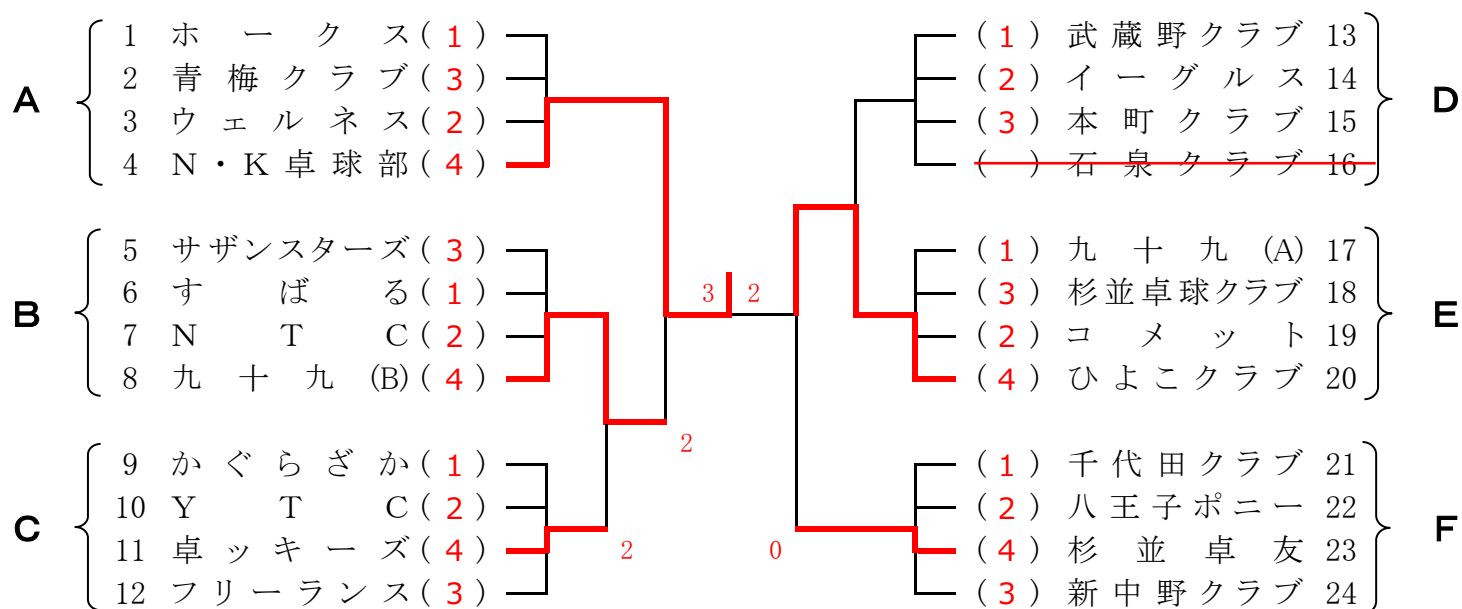 A
1 ホークス(1)
2 青梅クラブ(3)
3 ウェルネス(2)
4 N・K卓球部(4)
B
5 サザンスターズ(3)
6 すばる(1)
7 NTC(2)
8 九十九(B)(4)
C
9 かぐらざか(1)
10 YTC(2)
11 卓ッキーズ(4)
12 フリーランス(3)
3 2
2
2
0
D
(1) 武蔵野クラブ 13
(2) イーグルス 14
(3) 本町クラブ 15
( ) 石泉クラブ 16
E
(1) 九十九(A) 17
(3) 杉並卓球クラブ 18
(2) コメット 19
(4) ひよこクラブ 20
F
(1) 千代田クラブ 21
(2) 八王子ポニー 22
(4) 杉並卓友 23
(3) 新中野クラブ 24